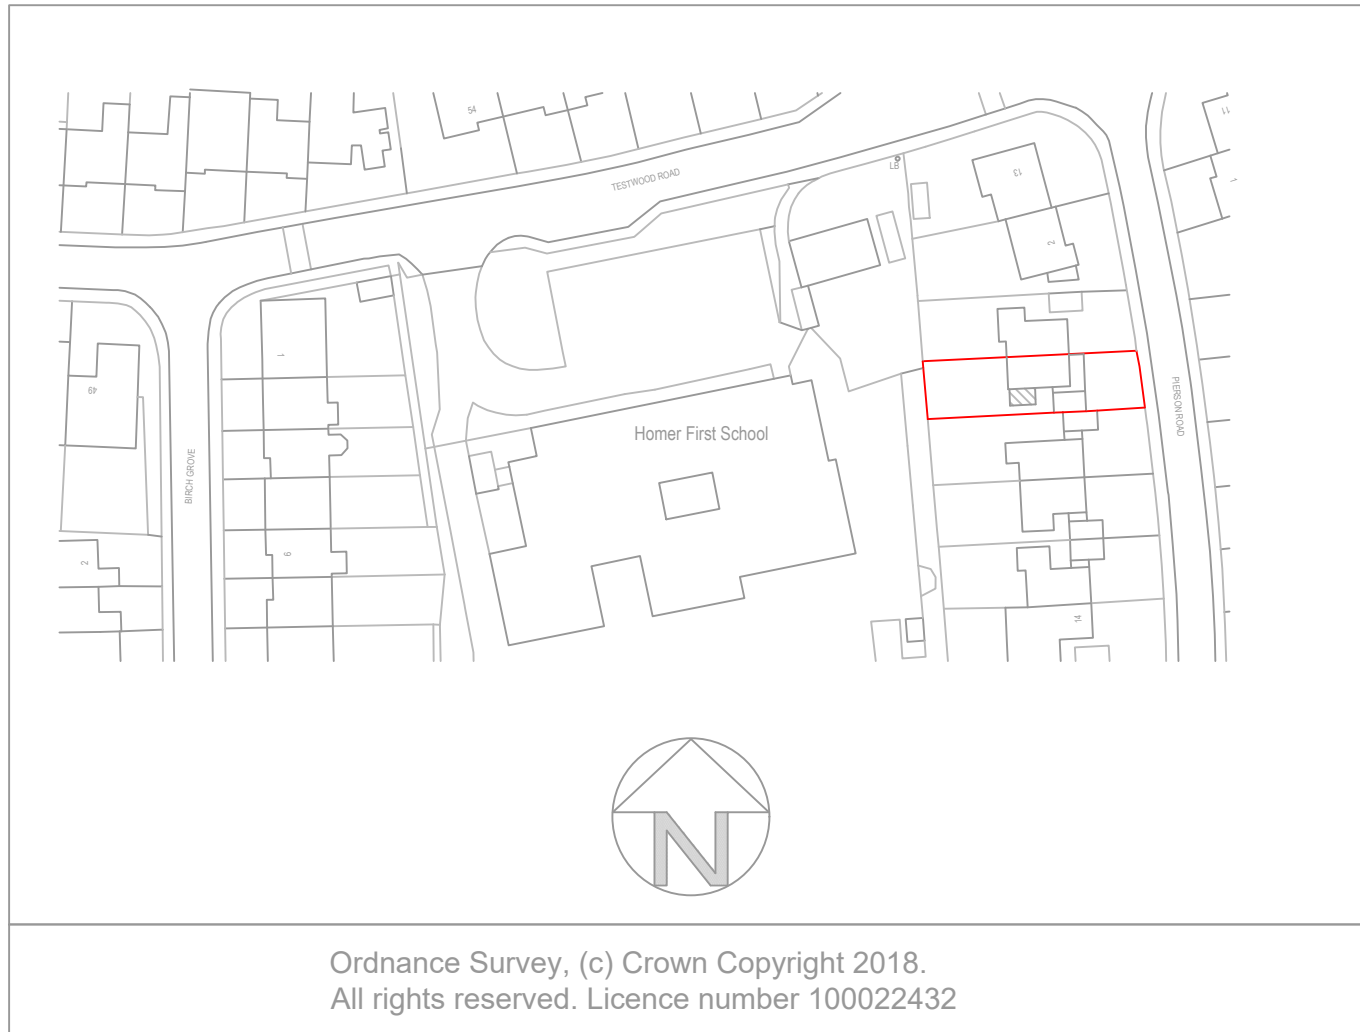 54
LB
11
13
TESTWOOD ROAD
1
2
1
49
PIERSON ROAD
Homer First School
BIRCH GROVE
6
2
14
N
Ordnance Survey, (c) Crown Copyright 2018.
All rights reserved. Licence number 100022432